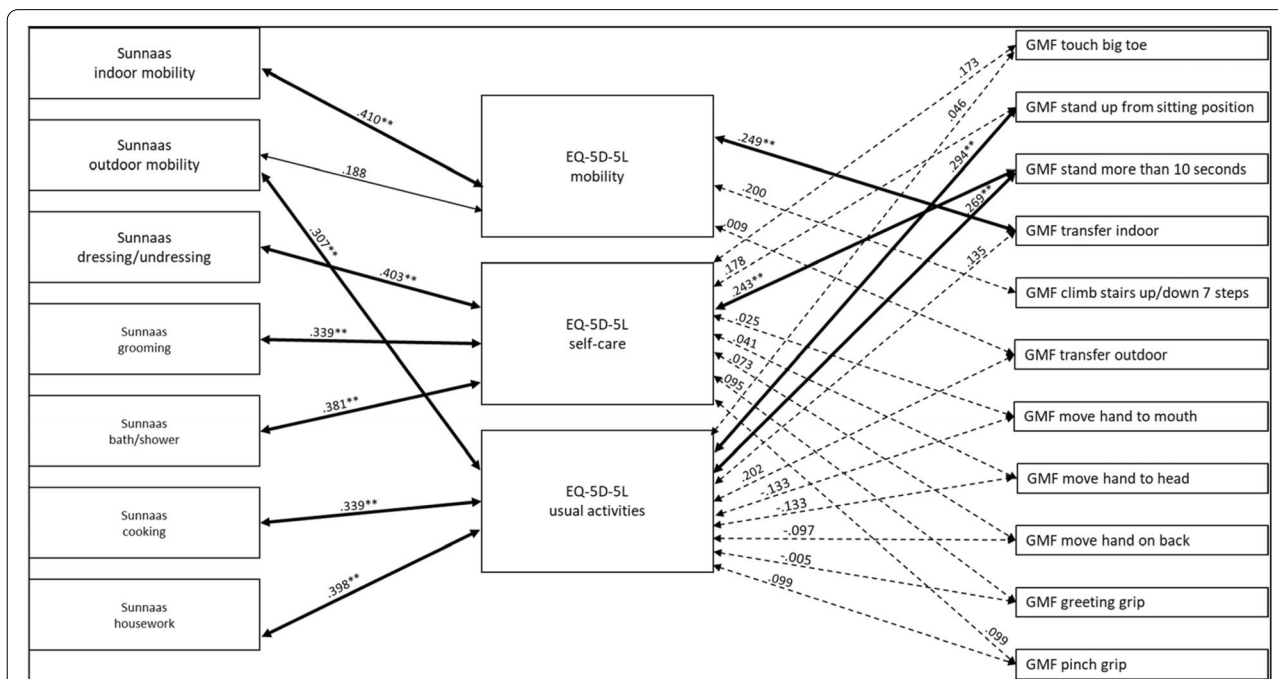 Sunnaas
indoor mobility
Sunnaas
outdoor mobility
Sunnaas
dressing/undressing
Sunnaas
grooming
Sunnaas
bath/shower
Sunnaas
cooking
Sunnaas
housework
.410**
.188
.307**
.403**
.339**
.381**
.339**
.398**
EQ-5D-5L
mobility
EQ-5D-5L
self-care
EQ-5D-5L
usual activities
.173
.046
.249**
.294**
.200
.269**
.009
.135
.178
.243**
.025
.041
.073
.095
.202
-.133
-.133
-.097
-.005
.099
.099
GMF touch big toe
GMF stand up from sitting position
GMF stand more than 10 seconds
GMF transfer indoor
GMF climb stairs up/down 7 steps
GMF transfer outdoor
GMF move hand to mouth
GMF move hand to head
GMF move hand on back
GMF greeting grip
GMF pinch grip